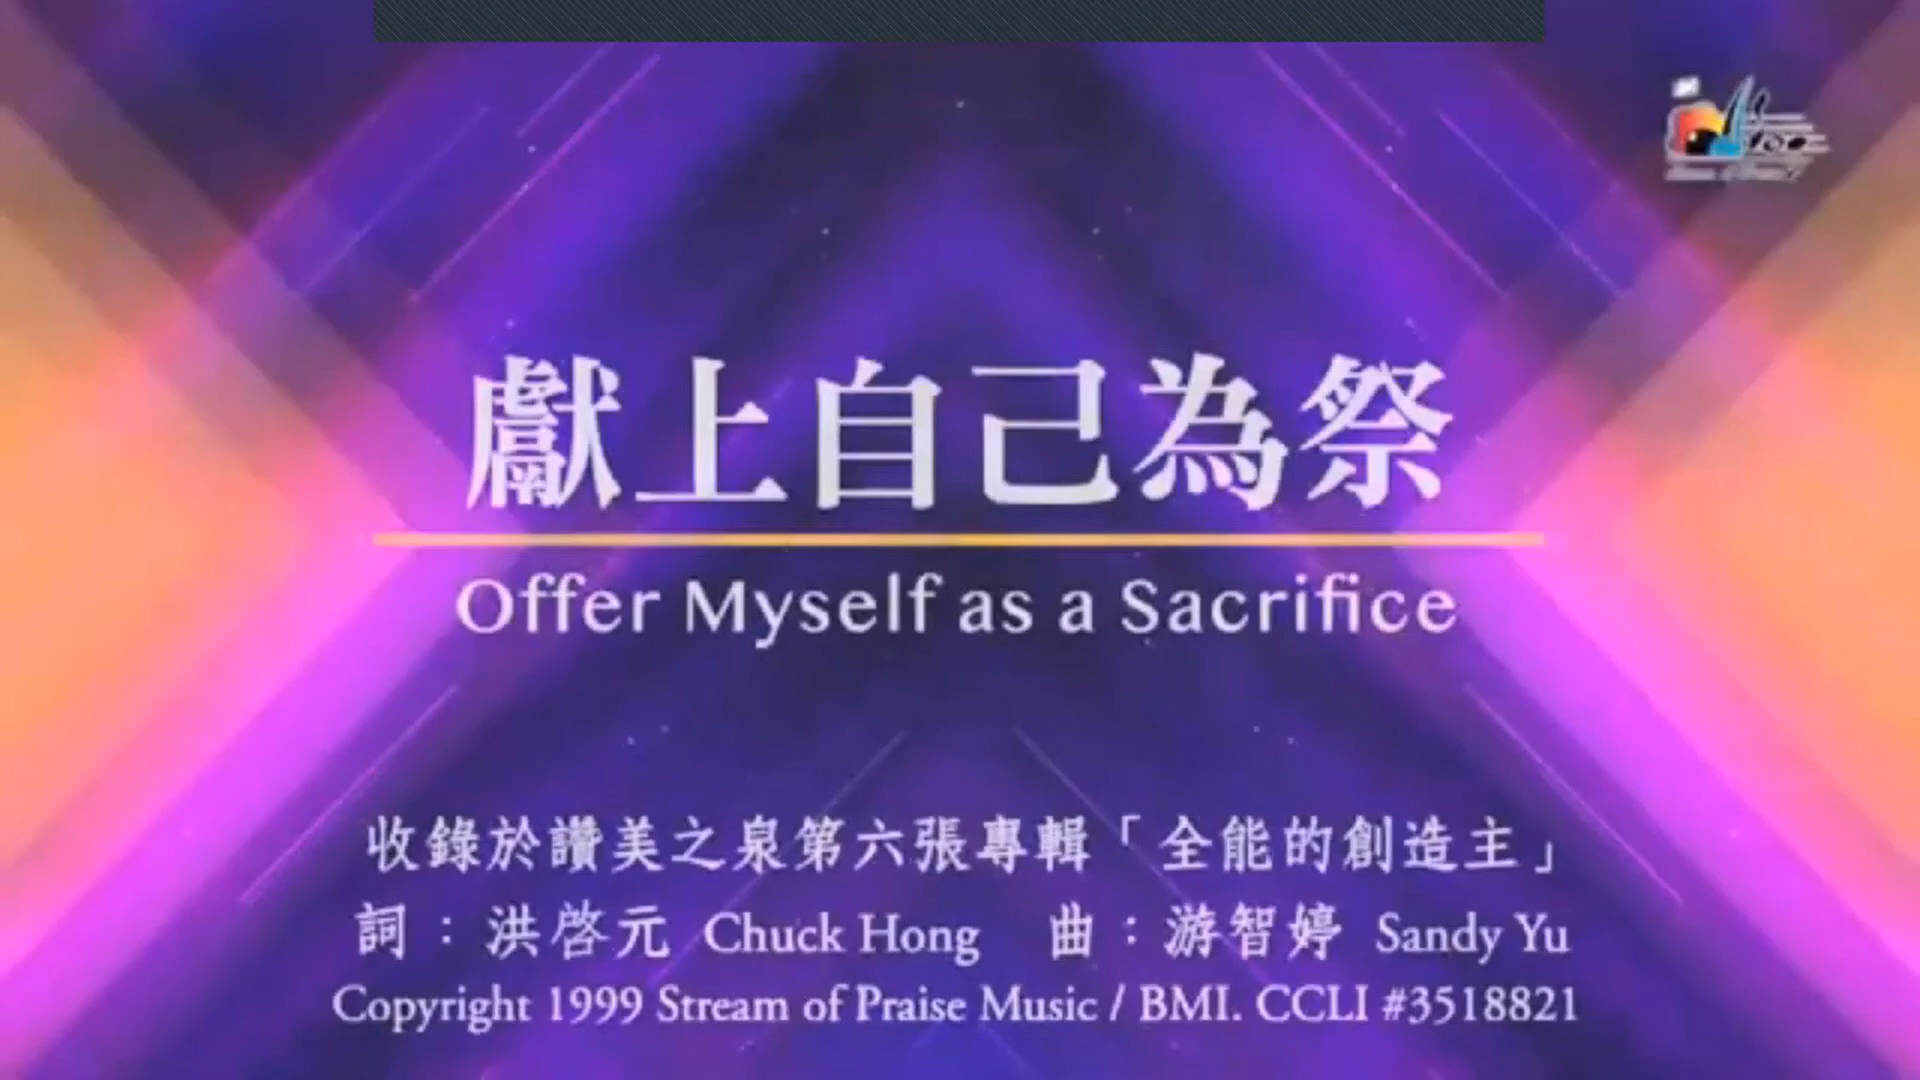 獻上自己為祭
Offer Myself as a Sacrifice
收錄於讚美之泉第六張專輯「全能的創造主」
詞：洪啓元 Chuck Hong 曲：游智婷 Sandy Yu
Copyright 1999 Stream of Praise Music / BMI. CCLI #3518821